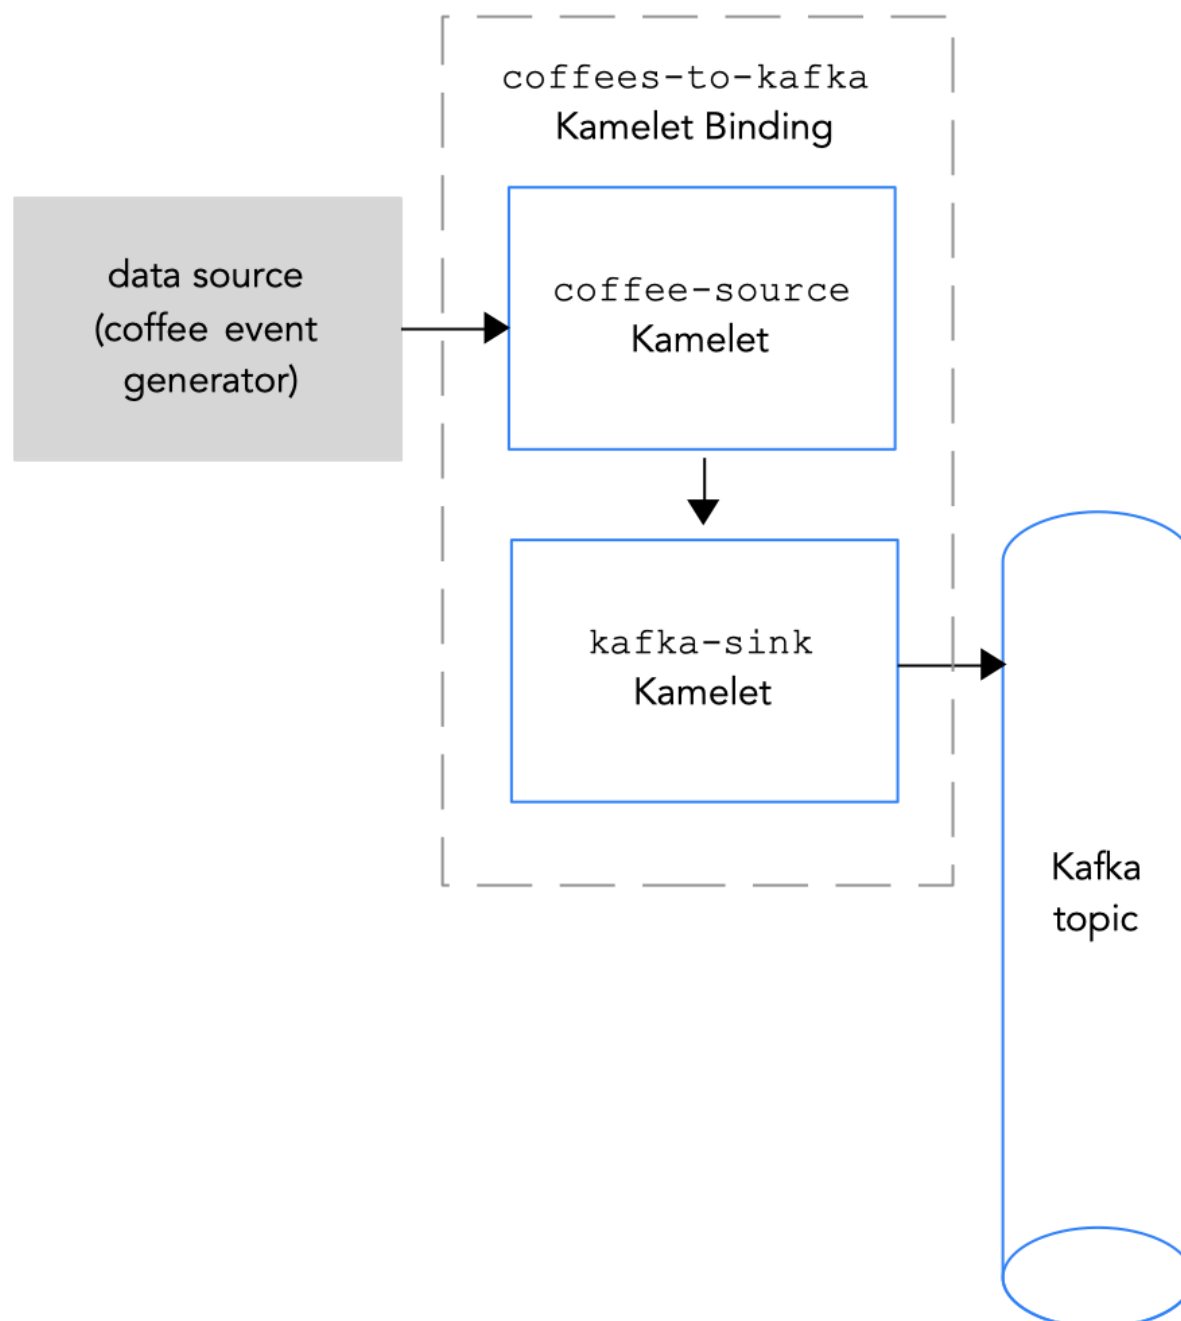 coffees-to-kafka
Kamelet Binding
data source
(coffee event
generator)
coffee-source
Kamelet
kafka-sink
Kamelet
Kafka
topic